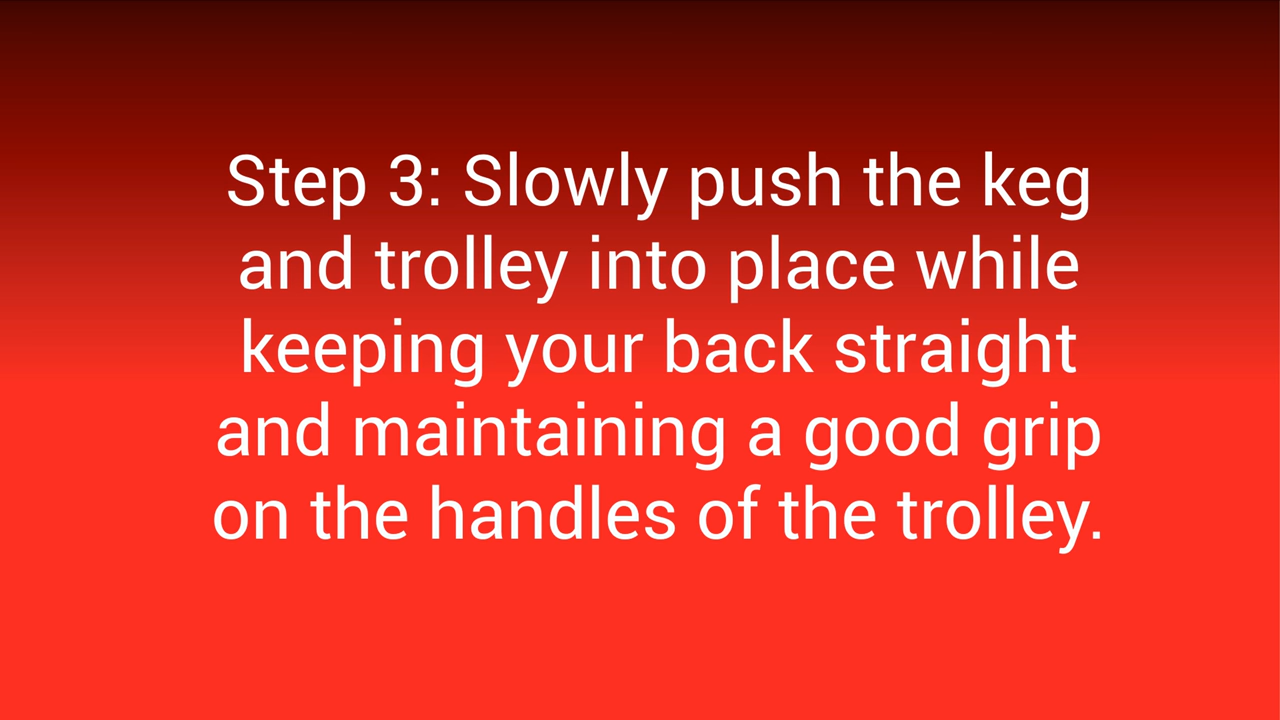 Step 3: Slowly push the keg
and trolley into place while
keeping your back straight
and maintaining a good grip
on the handles of the trolley.